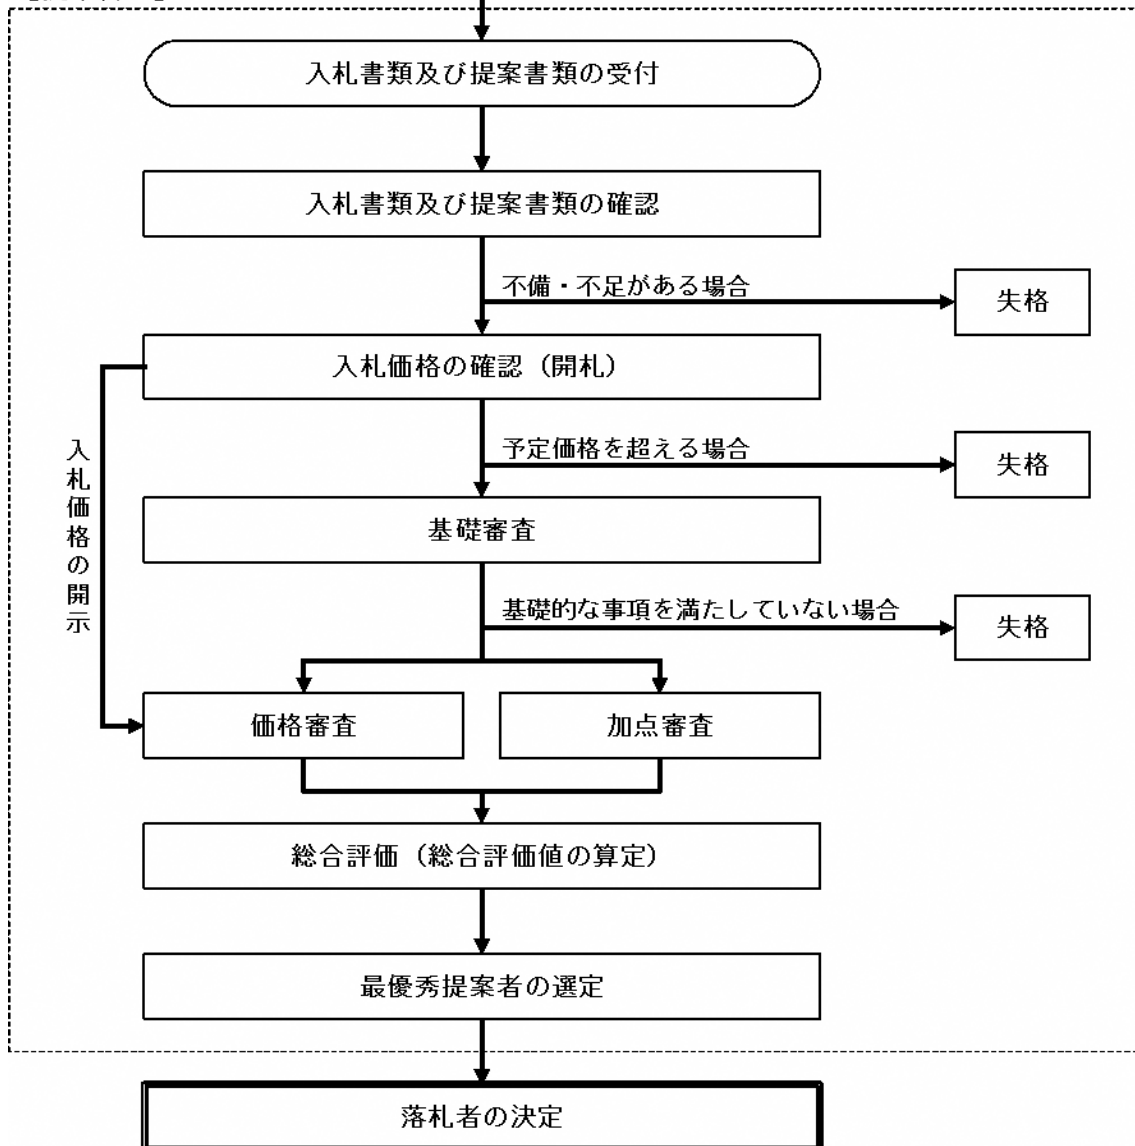 入札書類及び提案書類の受付
入札書類及び提案書類の確認
不備・不足がある場合
失格
入札価格の確認（開札）
予定価格を超える場合
失格
入札価格の開示
基礎審査
基礎的な事項を満たしていない場合
失格
価格審査
加点審査
総合評価（総合評価値の算定）
最優秀提案者の選定
落札者の決定